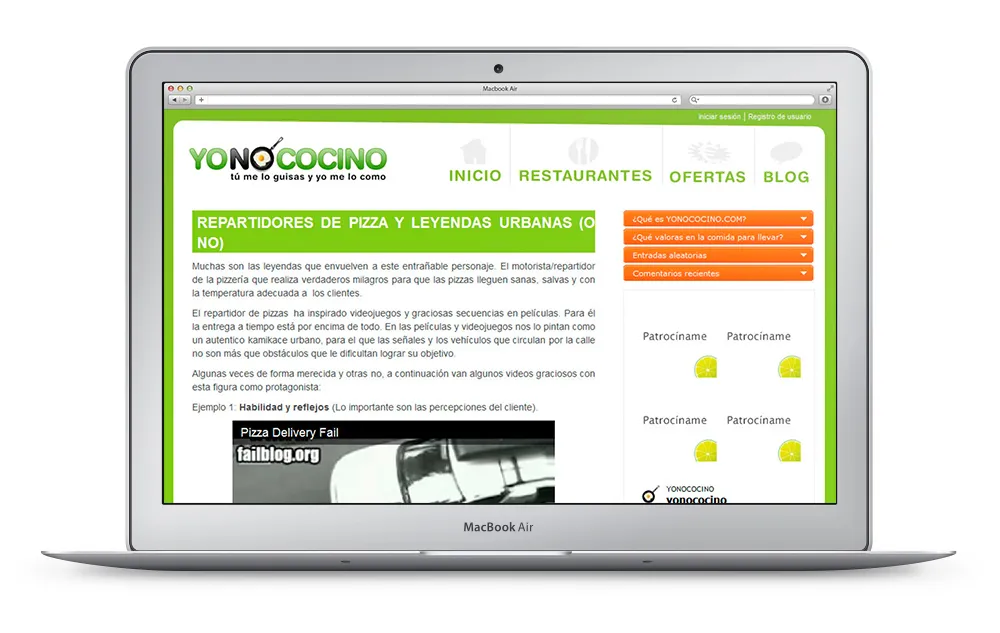 Macbook Air
Iniciar sesión | Registro de usuario
YONOCOCINO
tú me lo guisas y yo me lo como
INICIO
RESTAURANTES
OFERTAS
BLOG
REPARTIDORES DE PIZZA Y LEYENDAS URBANAS (O
NO)
Muchas son las leyendas que envuelven a este entrañable personaje. El motorista/repartidor
de la pizzería que realiza verdaderos milagros para que las pizzas lleguen sanas, salvas y con
la temperatura adecuada a los clientes.
El repartidor de pizzas ha inspirado videojuegos y graciosas secuencias en películas. Para él
la entrega a tiempo está por encima de todo. En las películas y videojuegos nos lo pintan como
un autentico kamikace urbano, para el que las señales y los vehículos que circulan por la calle
no son más que obstáculos que le dificultan lograr su objetivo.
Algunas veces de forma merecida y otras no, a continuación van algunos videos graciosos con
esta figura como protagonista:
Ejemplo 1: Habilidad y reflejos (Lo importante son las percepciones del cliente).
Pizza Delivery Fail
failblog.org
¿Qué es YONOCOCINO.COM?
¿Qué valoras en la comida para llevar?
Entradas aleatorias
Comentarios recientes
Patrocíname
Patrocíname
Patrocíname
Patrocíname
YONOCOCINO
yonococino
MacBook Air